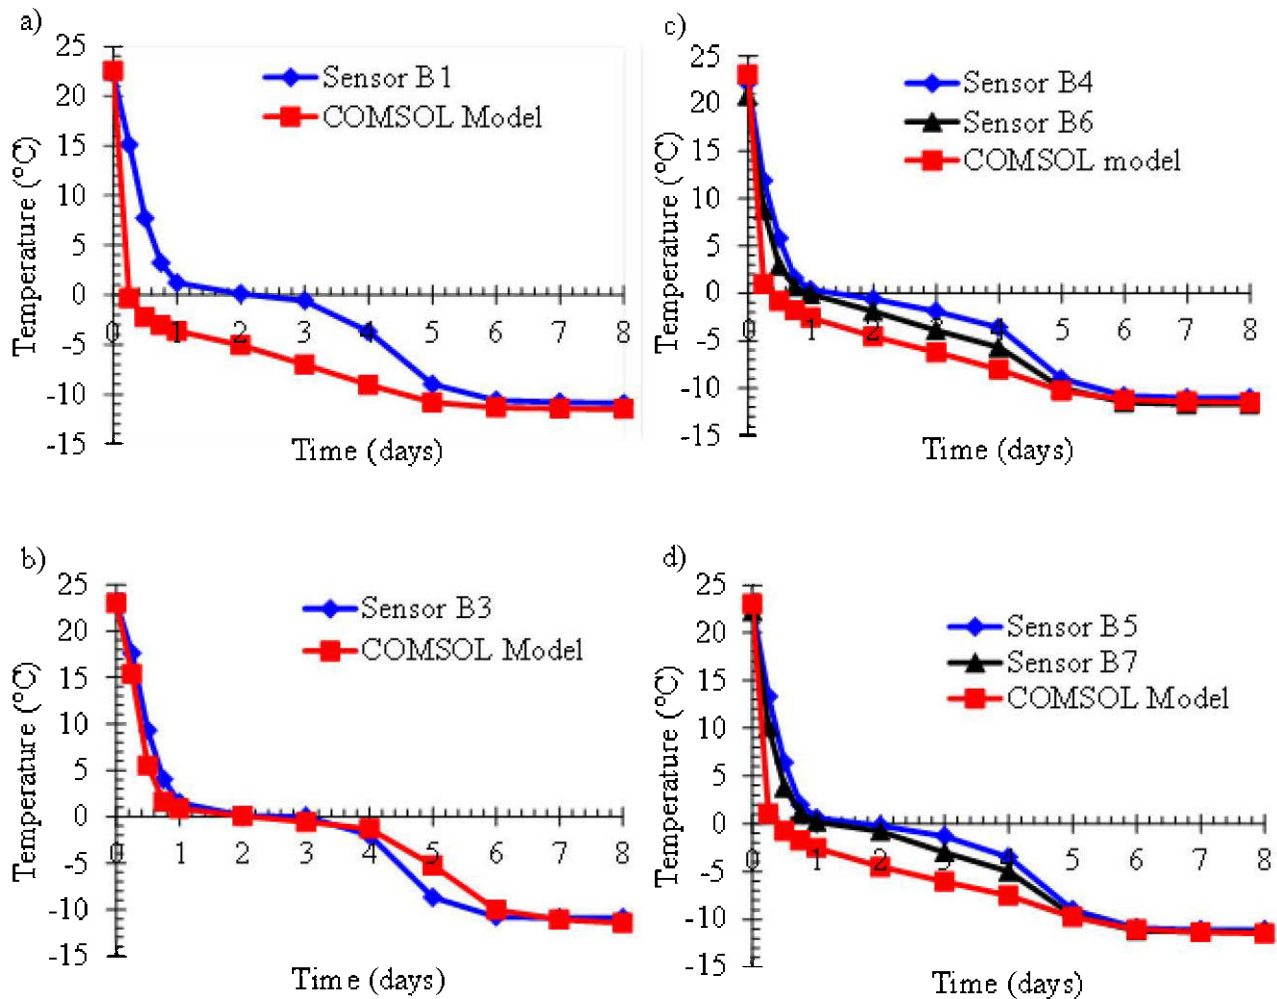 a)
Temperature (°C)
25
20
15
10
5
0
-5
-10
-15
0 1 2 3 4 5 6 7 8
Time (days)
Sensor B1
COMSOL Model
c)
Temperature (°C)
25
20
15
10
5
0
-5
-10
-15
0 1 2 3 4 5 6 7 8
Time (days)
Sensor B4
Sensor B6
COMSOL model
b)
Temperature (°C)
25
20
15
10
5
0
-5
-10
-15
0 1 2 3 4 5 6 7 8
Time (days)
Sensor B3
COMSOL Model
d)
Temperature (°C)
25
20
15
10
5
0
-5
-10
-15
0 1 2 3 4 5 6 7 8
Time (days)
Sensor B5
Sensor B7
COMSOL Model